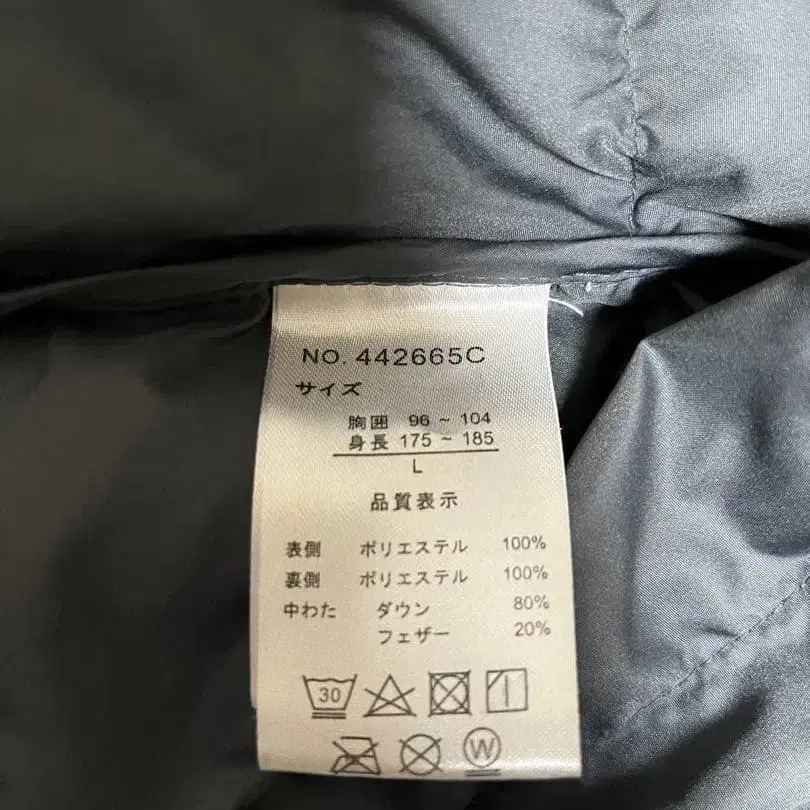 NO. 442665C
サイズ
胸囲 96 ~ 104
身長 175 ~ 185
L
品質表示
表側 ポリエステル 100%
裏側 ポリエステル 100%
中わた ダウン 80%
フェザー 20%
30
W